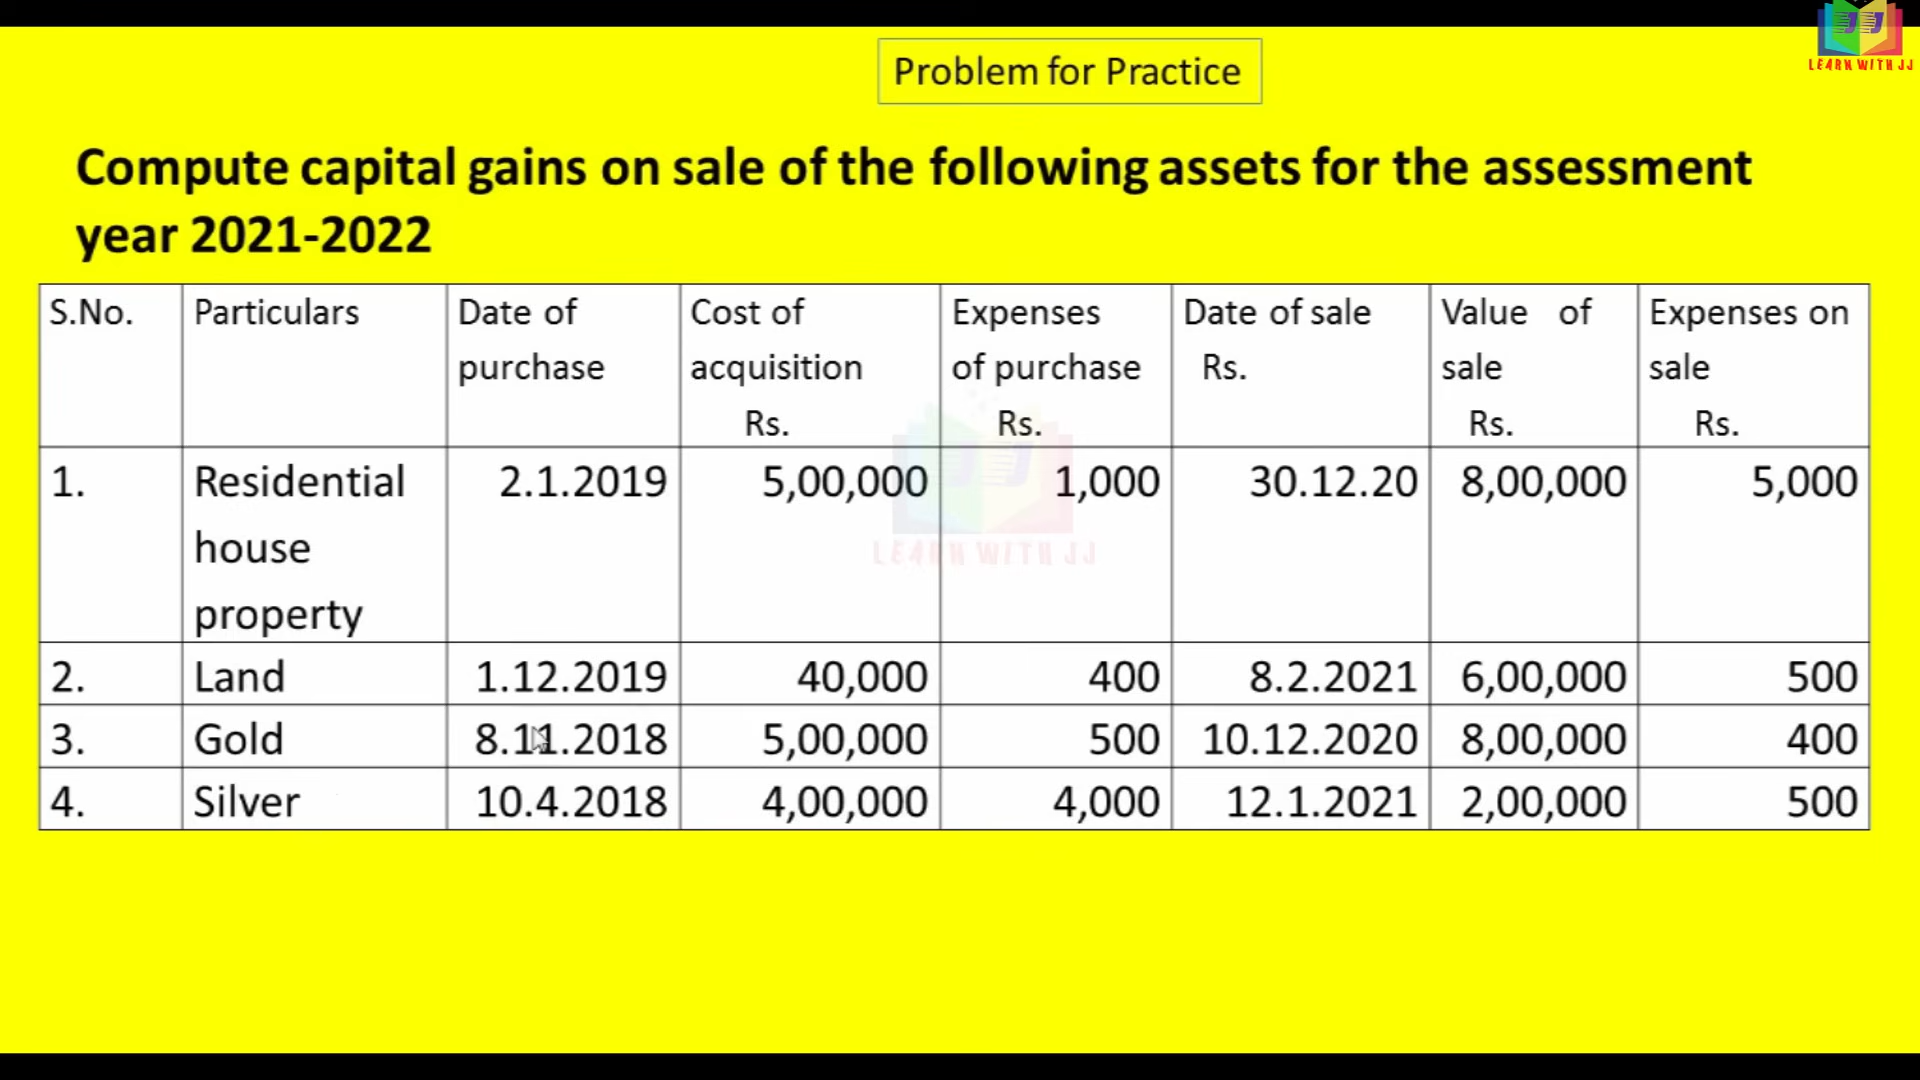 LEARN WITH JJ
Problem for Practice
Compute capital gains on sale of the following assets for the assessment
year 2021-2022
S.No. Particulars Date of purchase Cost of acquisition Rs. Expenses of purchase Rs. Date of sale Rs. Value of sale Rs. Expenses on sale Rs.
1. Residential house property 2.1.2019 5,00,000 1,000 30.12.20 8,00,000 5,000
2. Land 1.12.2019 40,000 400 8.2.2021 6,00,000 500
3. Gold 8.11.2018 5,00,000 500 10.12.2020 8,00,000 400
4. Silver 10.4.2018 4,00,000 4,000 12.1.2021 2,00,000 500
LEARN WITH JJ